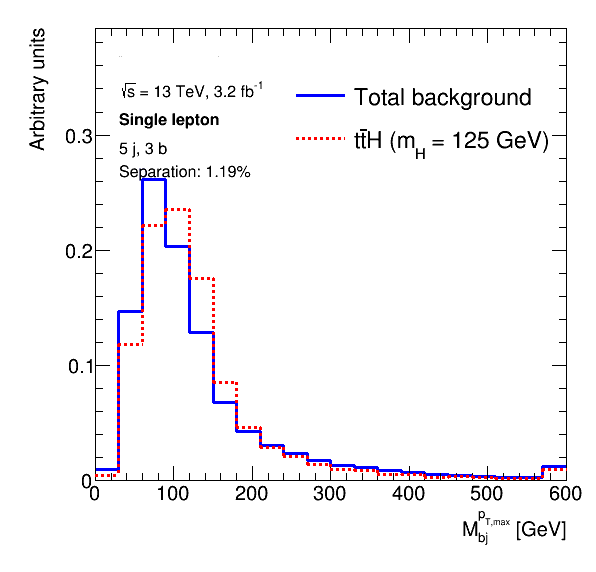 Arbitrary units
√s = 13 TeV, 3.2 fb⁻¹
Single lepton
5 j, 3 b
Separation: 1.19%
Total background
tt̄H (m_H = 125 GeV)
0.3
0.2
0.1
0
0 100 200 300 400 500 600
M_bj^{p_{T,max}} [GeV]